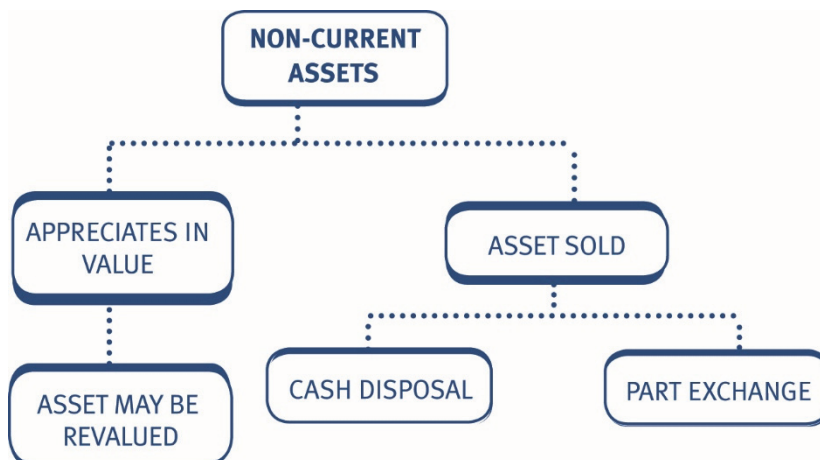 NON-CURRENT
ASSETS
APPRECIATES IN
VALUE
ASSET SOLD
ASSET MAY BE
REVALUED
CASH DISPOSAL
PART EXCHANGE